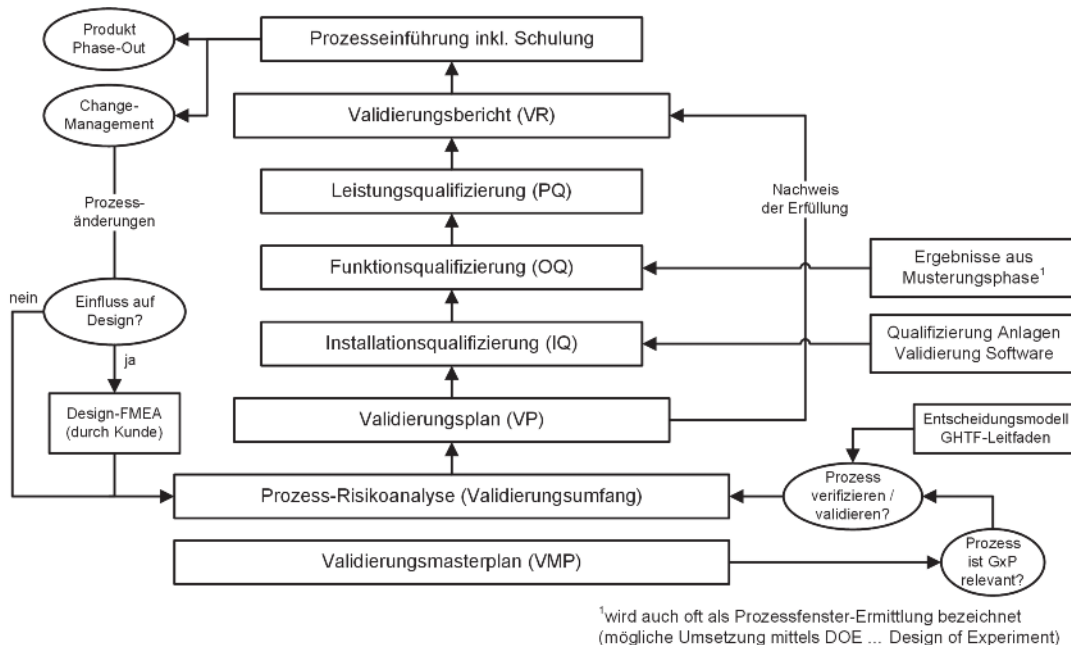 Produkt
Phase-Out
Prozesseinführung inkl. Schulung
Change-
Management
Validierungsbericht (VR)
Leistungsqualifizierung (PQ)
Nachweis
der Erfüllung
Prozess-
änderungen
Funktionsqualifizierung (OQ)
Ergebnisse aus
Musterungsphase¹
nein
Einfluss auf
Design?
Installationsqualifizierung (IQ)
Qualifizierung Anlagen
Validierung Software
ja
Design-FMEA
(durch Kunde)
Validierungsplan (VP)
Entscheidungsmodell
GHTF-Leitfaden
Prozess-Risikoanalyse (Validierungsumfang)
Prozess
verifizieren /
validieren?
Validierungsmasterplan (VMP)
Prozess
ist GxP
relevant?
¹wird auch oft als Prozessfenster-Ermittlung bezeichnet
(mögliche Umsetzung mittels DOE ... Design of Experiment)